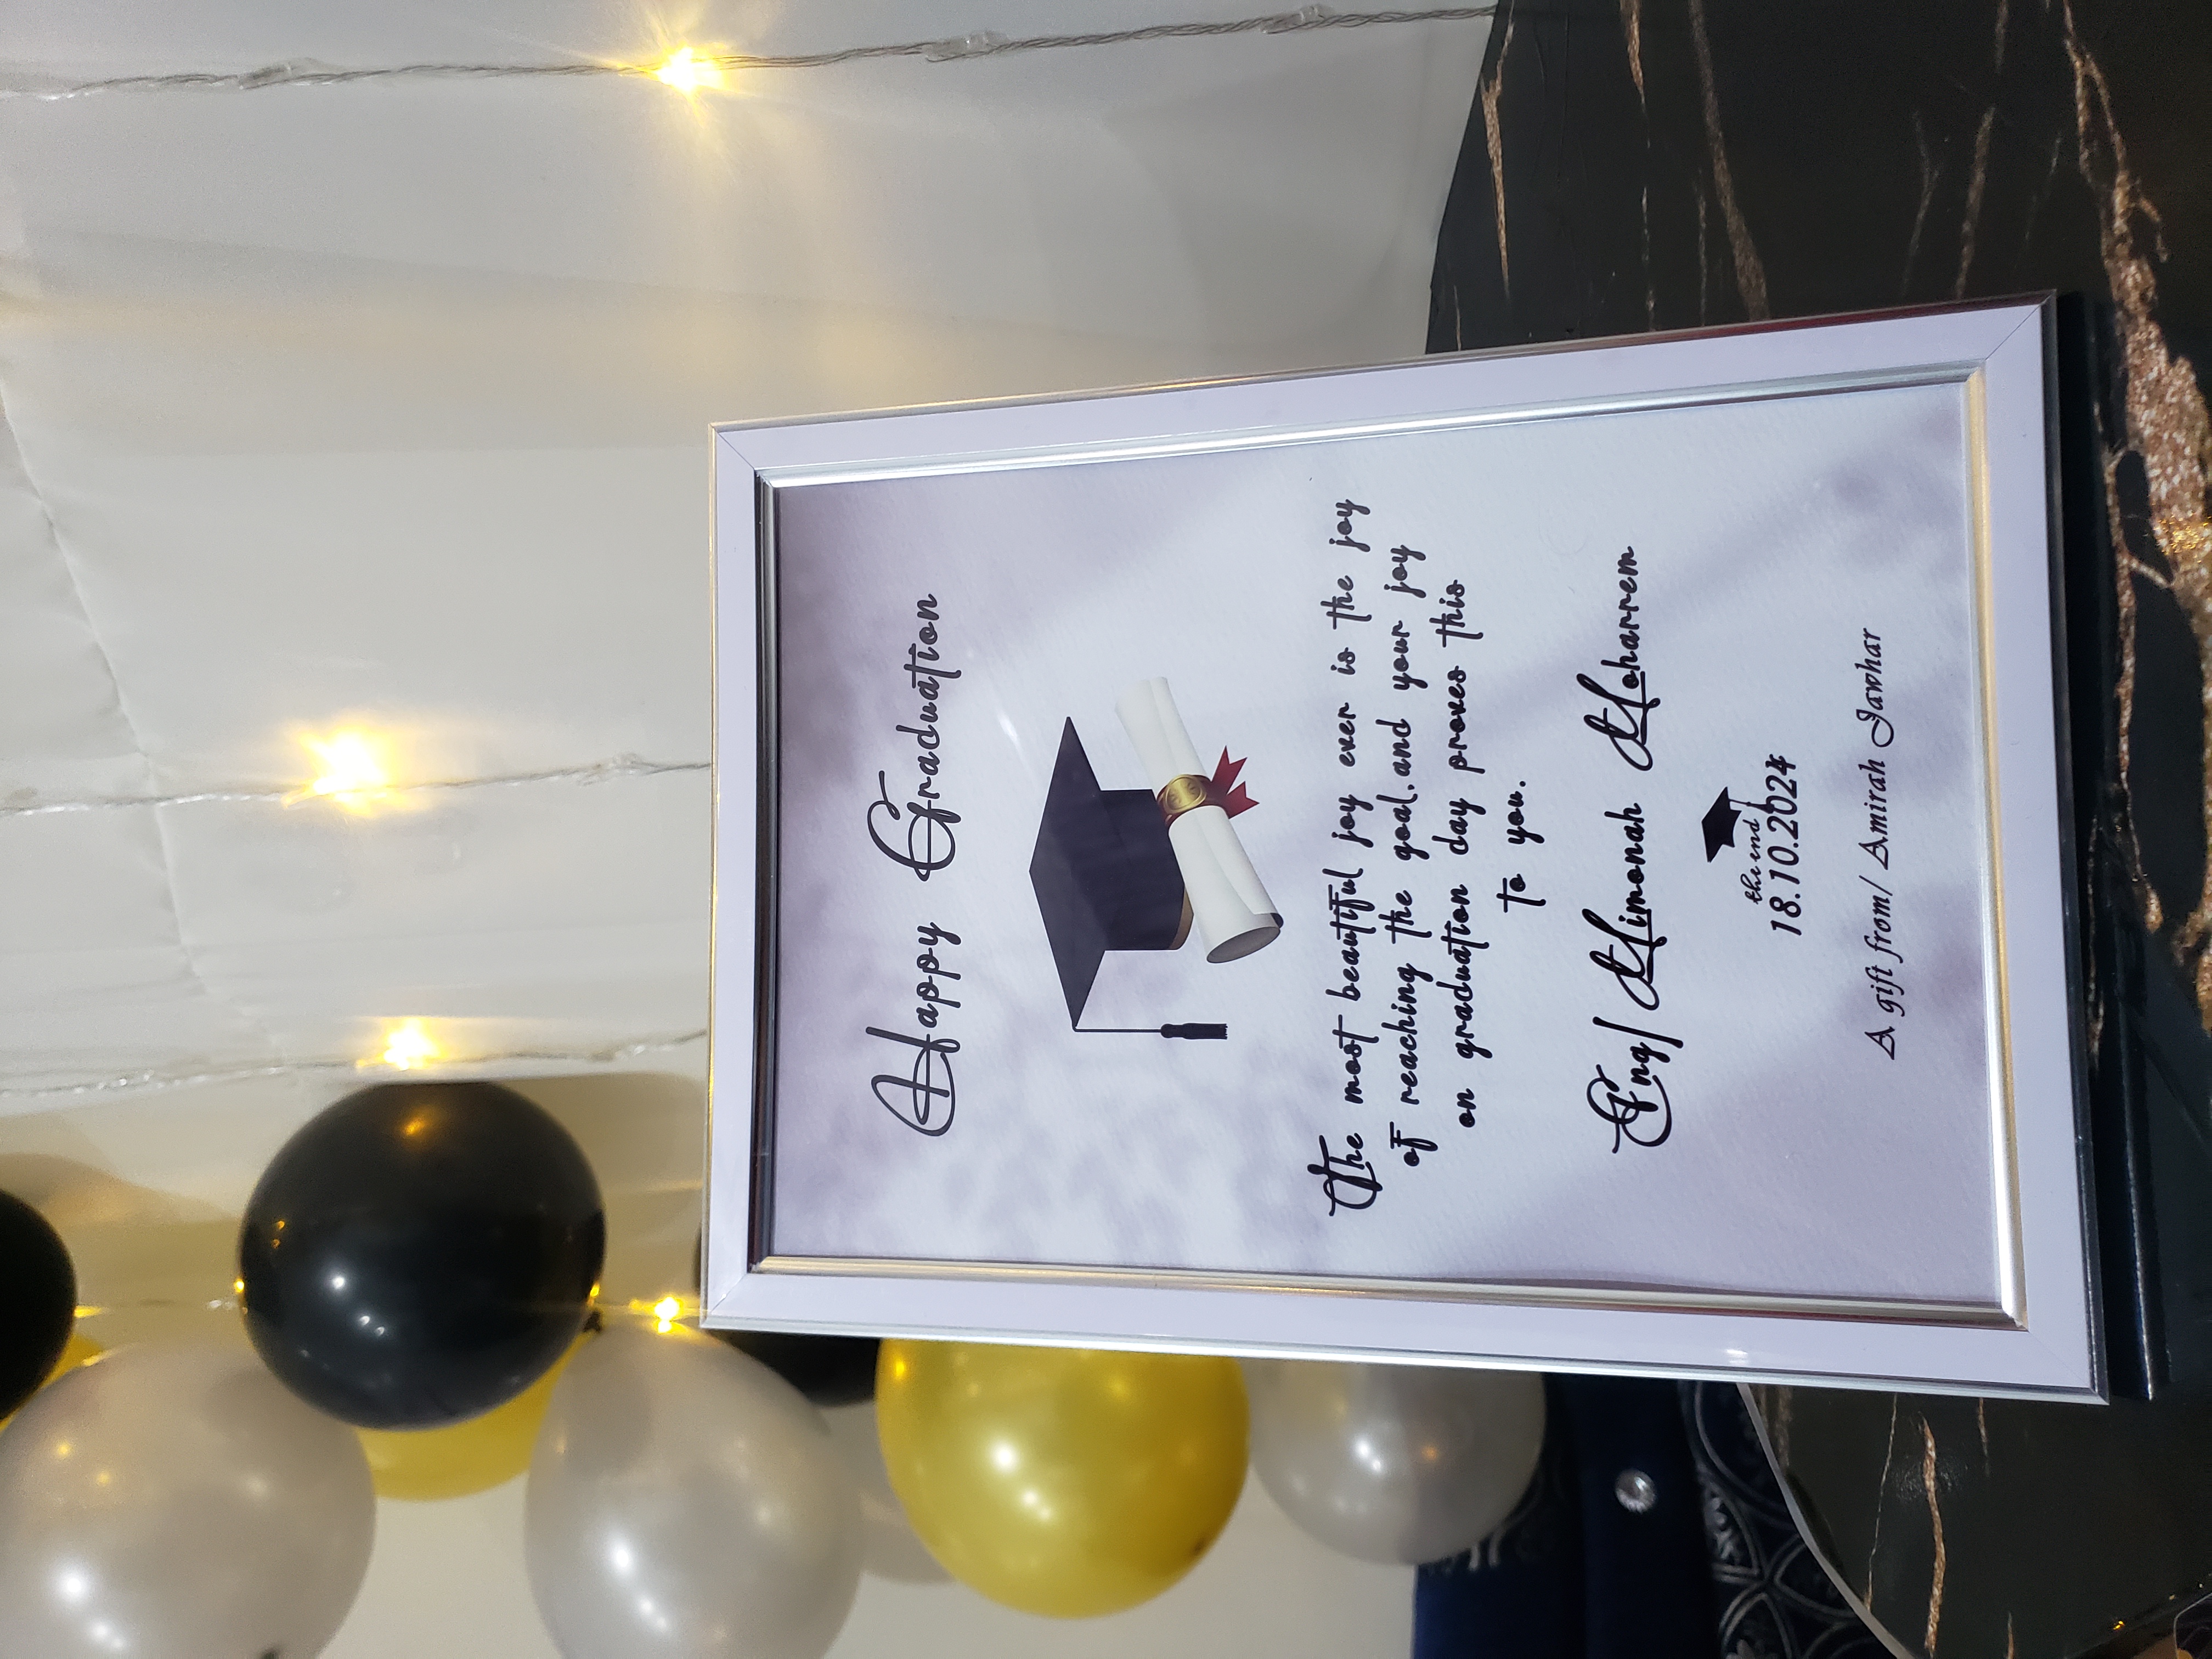 Happy Graduation
The most beautiful joy ever is the joy
of reaching the goal.and your joy
on graduation day proves this
to you.
Eng/ Mimonah Moharrem
the end
18.10.2024
A gift from/ Amirah Jawhar